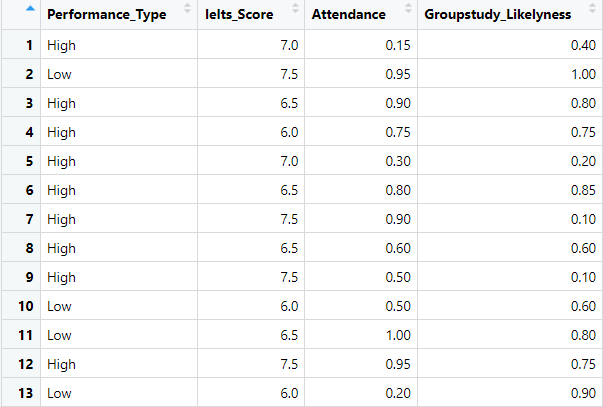 Performance_Type Ielts_Score Attendance Groupstudy_Likelyness
1 High 7.0 0.15 0.40
2 Low 7.5 0.95 1.00
3 High 6.5 0.90 0.80
4 High 6.0 0.75 0.75
5 High 7.0 0.30 0.20
6 High 6.5 0.80 0.85
7 High 7.5 0.90 0.10
8 High 6.5 0.60 0.60
9 High 7.5 0.50 0.10
10 Low 6.0 0.50 0.60
11 Low 6.5 1.00 0.80
12 High 7.5 0.95 0.75
13 Low 6.0 0.20 0.90